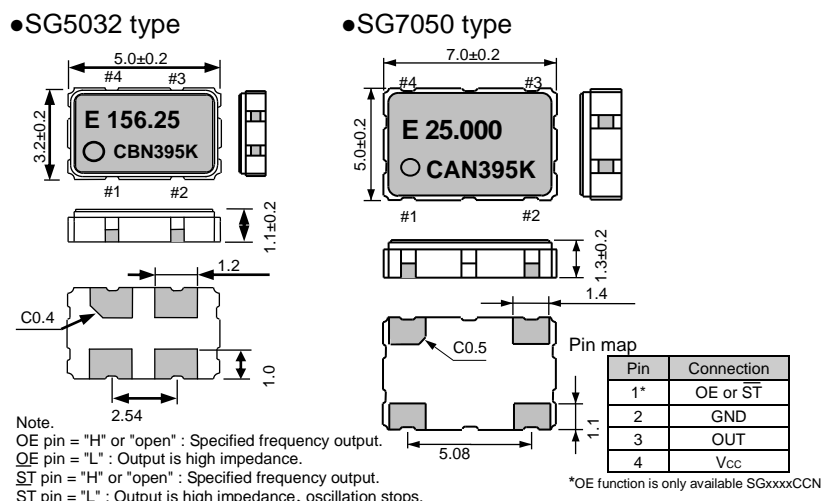 ●SG5032 type
●SG7050 type
5.0±0.2
#4 #3
3.2±0.2
E 156.25
CBN395K
#1 #2
1.1±0.2
1.2
C0.4
1.0
2.54
7.0±0.2
#4 #3
5.0±0.2
E 25.000
CAN395K
#1 #2
1.3±0.2
1.4
C0.5
1.1
5.08
Pin map
Pin Connection
1* OE or S̅T̅
2 GND
3 OUT
4 Vcc
*OE function is only available SGxxxxCCN
Note.
OE pin = "H" or "open" : Specified frequency output.
OE pin = "L" : Output is high impedance.
S̅T̅ pin = "H" or "open" : Specified frequency output.
S̅T̅ pin = "L" : Output is high impedance, oscillation stops.